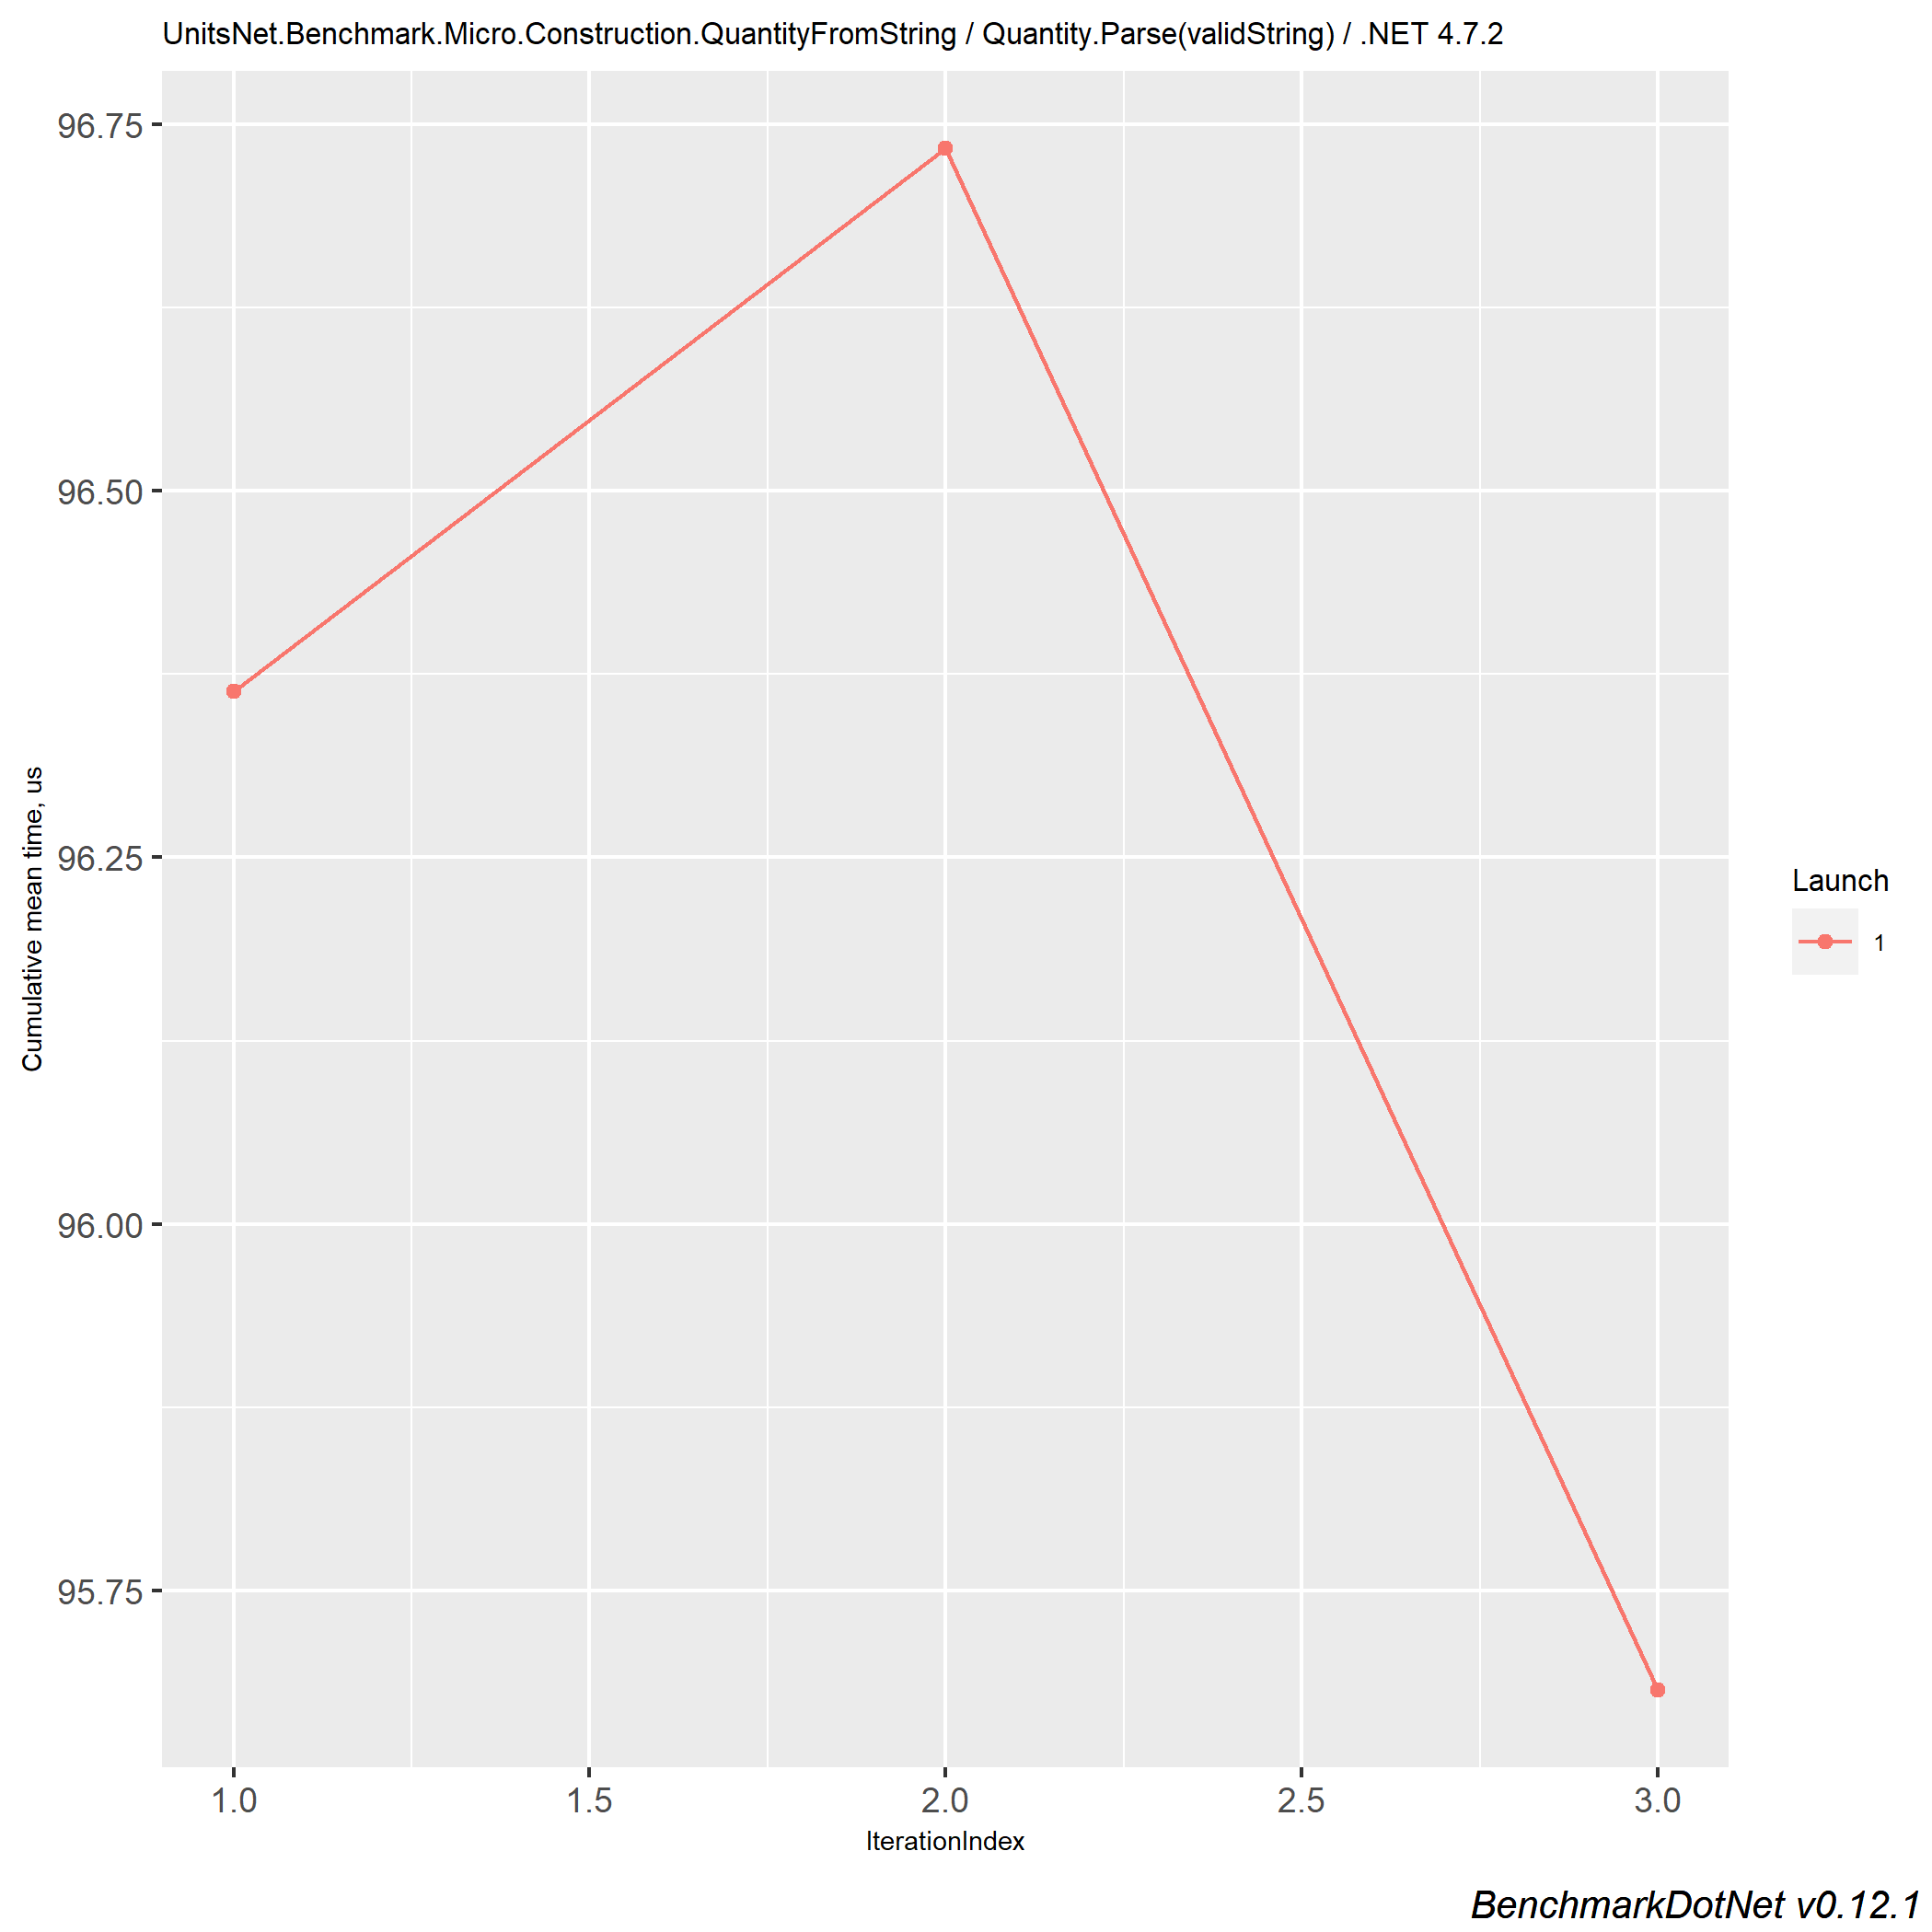 UnitsNet.Benchmark.Micro.Construction.QuantityFromString / Quantity.Parse(validString) / .NET 4.7.2
96.75
96.50
96.25
96.00
95.75
Cumulative mean time, us
1.0 1.5 2.0 2.5 3.0
IterationIndex
Launch
1
BenchmarkDotNet v0.12.1